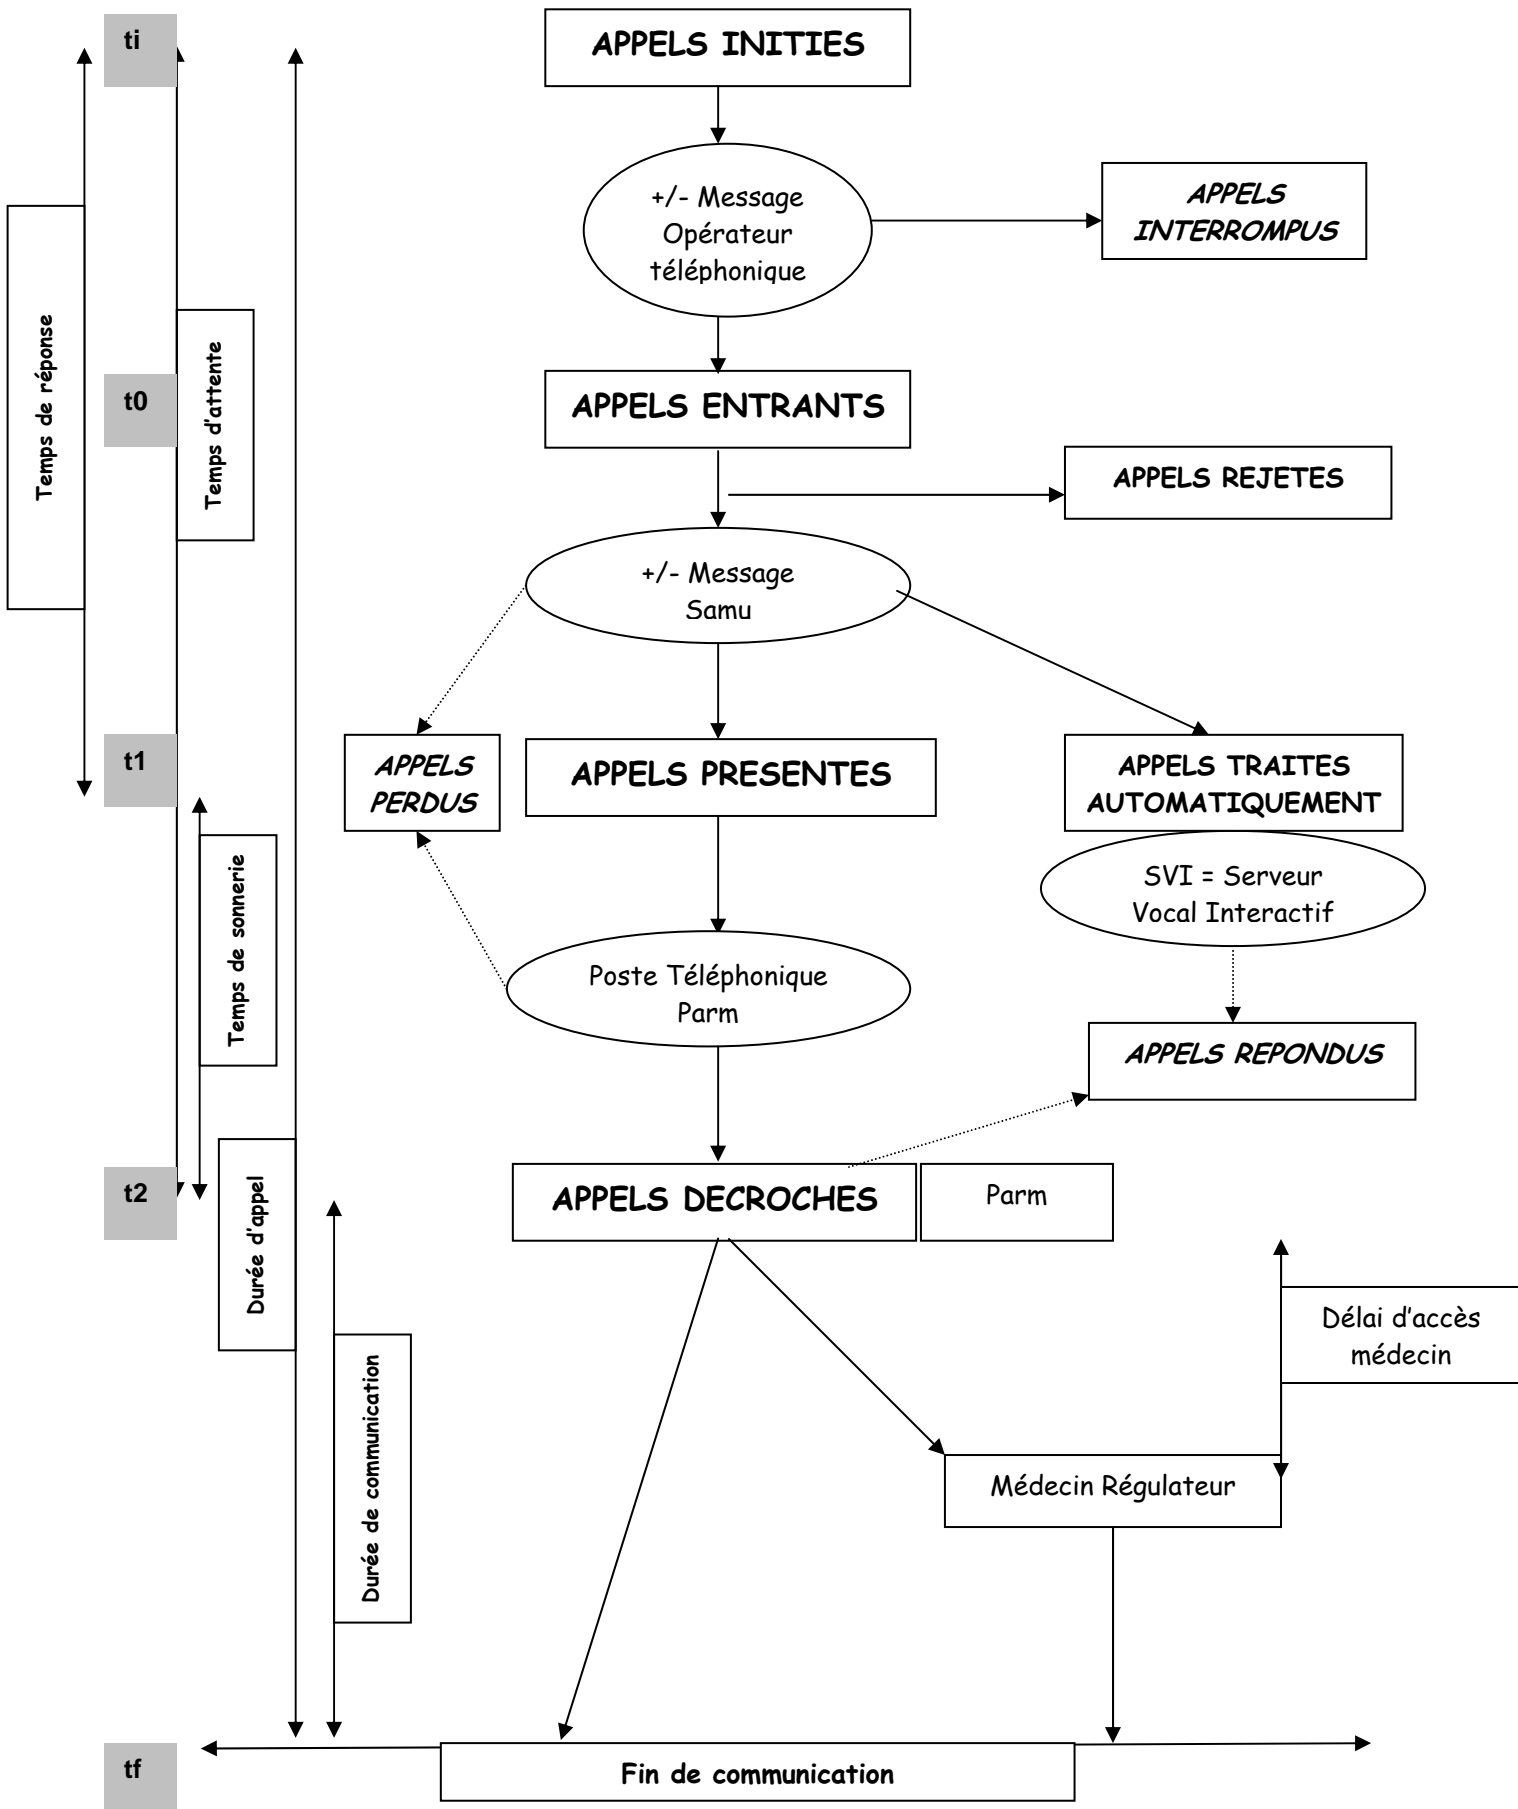 ti
APPELS INITIES
+/- Message
Opérateur
téléphonique
APPELS
INTERROMPUS
Temps de réponse
Temps d'attente
t0
APPELS ENTRANTS
APPELS REJETES
+/- Message
Samu
t1
APPELS
PERDUS
APPELS PRESENTES
APPELS TRAITES
AUTOMATIQUEMENT
SVI = Serveur
Vocal Interactif
Temps de sonnerie
Poste Téléphonique
Parm
APPELS REPONDUS
t2
Durée d'appel
APPELS DECROCHES
Parm
Délai d’accès
médecin
Durée de communication
Médecin Régulateur
tf
Fin de communication